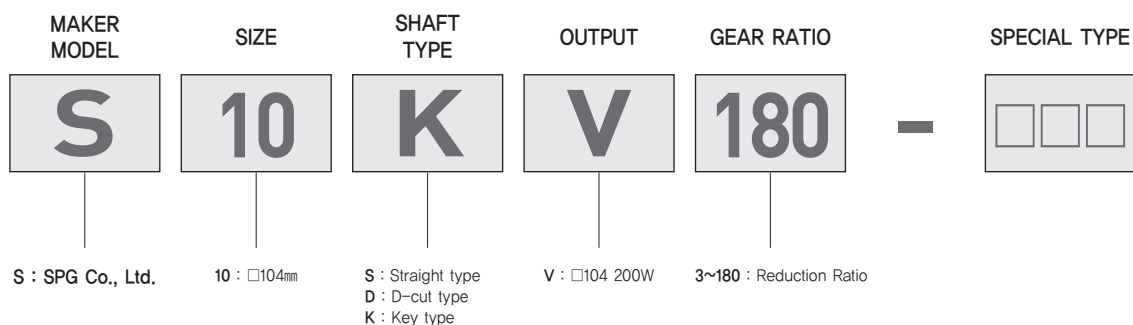 MAKER
MODEL
SIZE
SHAFT
TYPE
OUTPUT
GEAR RATIO
SPECIAL TYPE
S
10
K
V
180
-
□□□
S : SPG Co., Ltd.
10 : □104㎜
S : Straight type
D : D-cut type
K : Key type
V : □104 200W
3~180 : Reduction Ratio